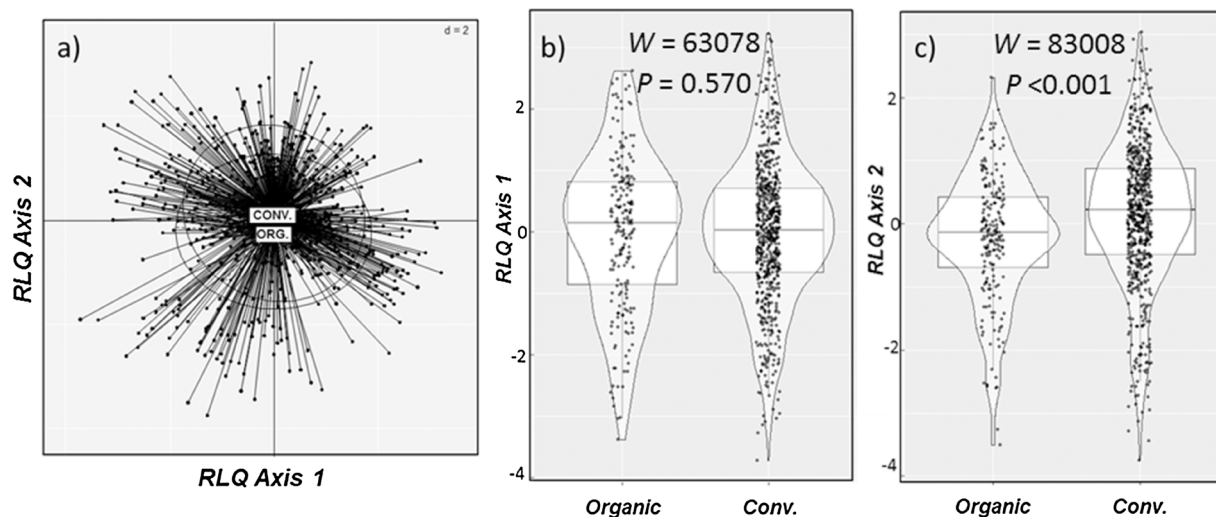 a)
d = 2
CONV.
ORG.
RLQ Axis 2
RLQ Axis 1
b)
W = 63078
P = 0.570
2
0
-2
-4
RLQ Axis 1
Organic
Conv.
c)
W = 83008
P <0.001
2
0
-2
-4
RLQ Axis 2
Organic
Conv.